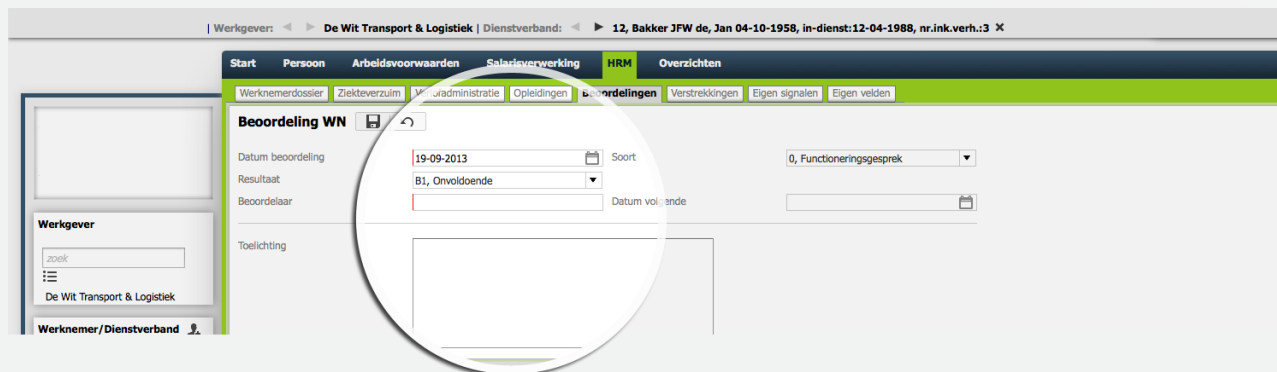 | Werkgever: De Wit Transport & Logistiek | Dienstverband: 12, Bakker JFW de, Jan 04-10-1958, in-dienst:12-04-1988, nr.ink.verh.:3
Start Persoon Arbeidsvoorwaarden Salarisverwerking HRM Overzichten
Werknemerdossier Ziekteverzuim Opleidingen Beoordelingen Verstrekkingen Eigen signalen Eigen velden
Beoordeling WN
Datum beoordeling 19-09-2013 Soort 0, Functioneringsgesprek
Resultaat B1, Onvoldoende
Beoordelaar Datum volgende
Werkgever
Toelichting
zoek
De Wit Transport & Logistiek
Werknemer/Dienstverband